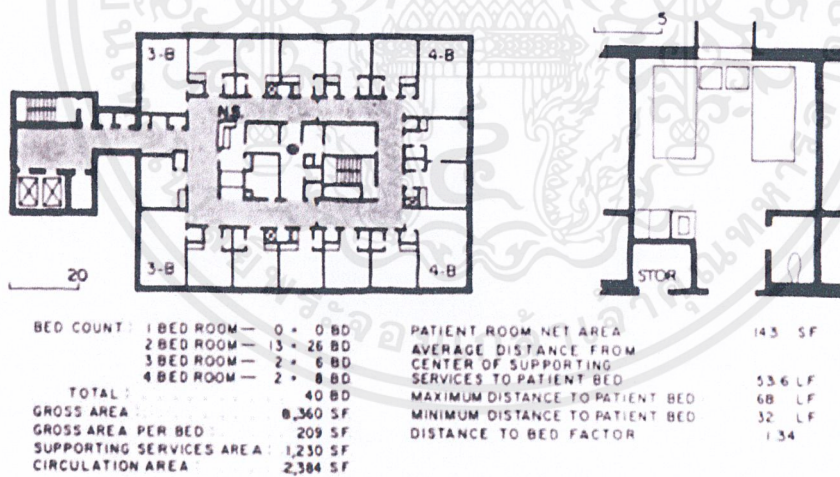 3-B
4-B
N.S.
3-B
4-B
20
5
STOR.
BED COUNT : 1 BED ROOM — 0 = 0 BD
2 BED ROOM — 13 = 26 BD
3 BED ROOM — 2 = 6 BD
4 BED ROOM — 2 = 8 BD
TOTAL : 40 BD
GROSS AREA : 8,360 SF
GROSS AREA PER BED : 209 SF
SUPPORTING SERVICES AREA : 1,230 SF
CIRCULATION AREA : 2,384 SF
PATIENT ROOM NET AREA 143 SF
AVERAGE DISTANCE FROM
CENTER OF SUPPORTING
SERVICES TO PATIENT BED 53.6 LF
MAXIMUM DISTANCE TO PATIENT BED 68 LF
MINIMUM DISTANCE TO PATIENT BED 32 LF
DISTANCE TO BED FACTOR 1.34